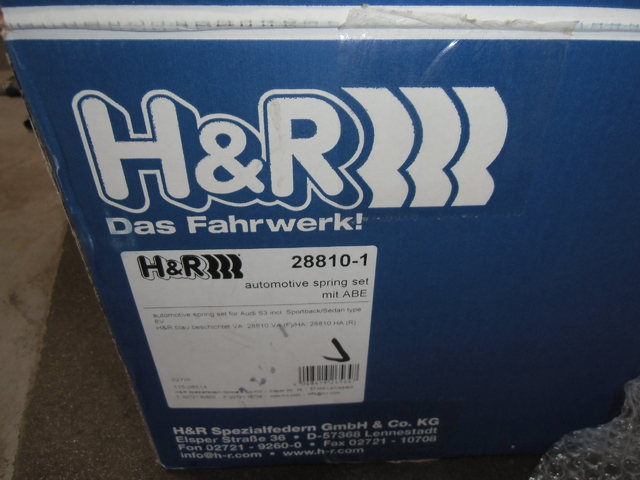 H&R
Das Fahrwerk!
H&R 28810-1
automotive spring set
mit ABE
automotive spring set für Audi S3 incl. Sportback/Sedan type
8V
H&R blau beschichtet VA: 28810 VA (F)/HA: 28810 HA (R)
H&R Spezialfedern GmbH & Co. KG
Elsper Straße 36 • D-57368 Lennestadt
Fon 02721 - 9260-0 • Fax 02721 - 10708
info@h-r.com • www.h-r.com